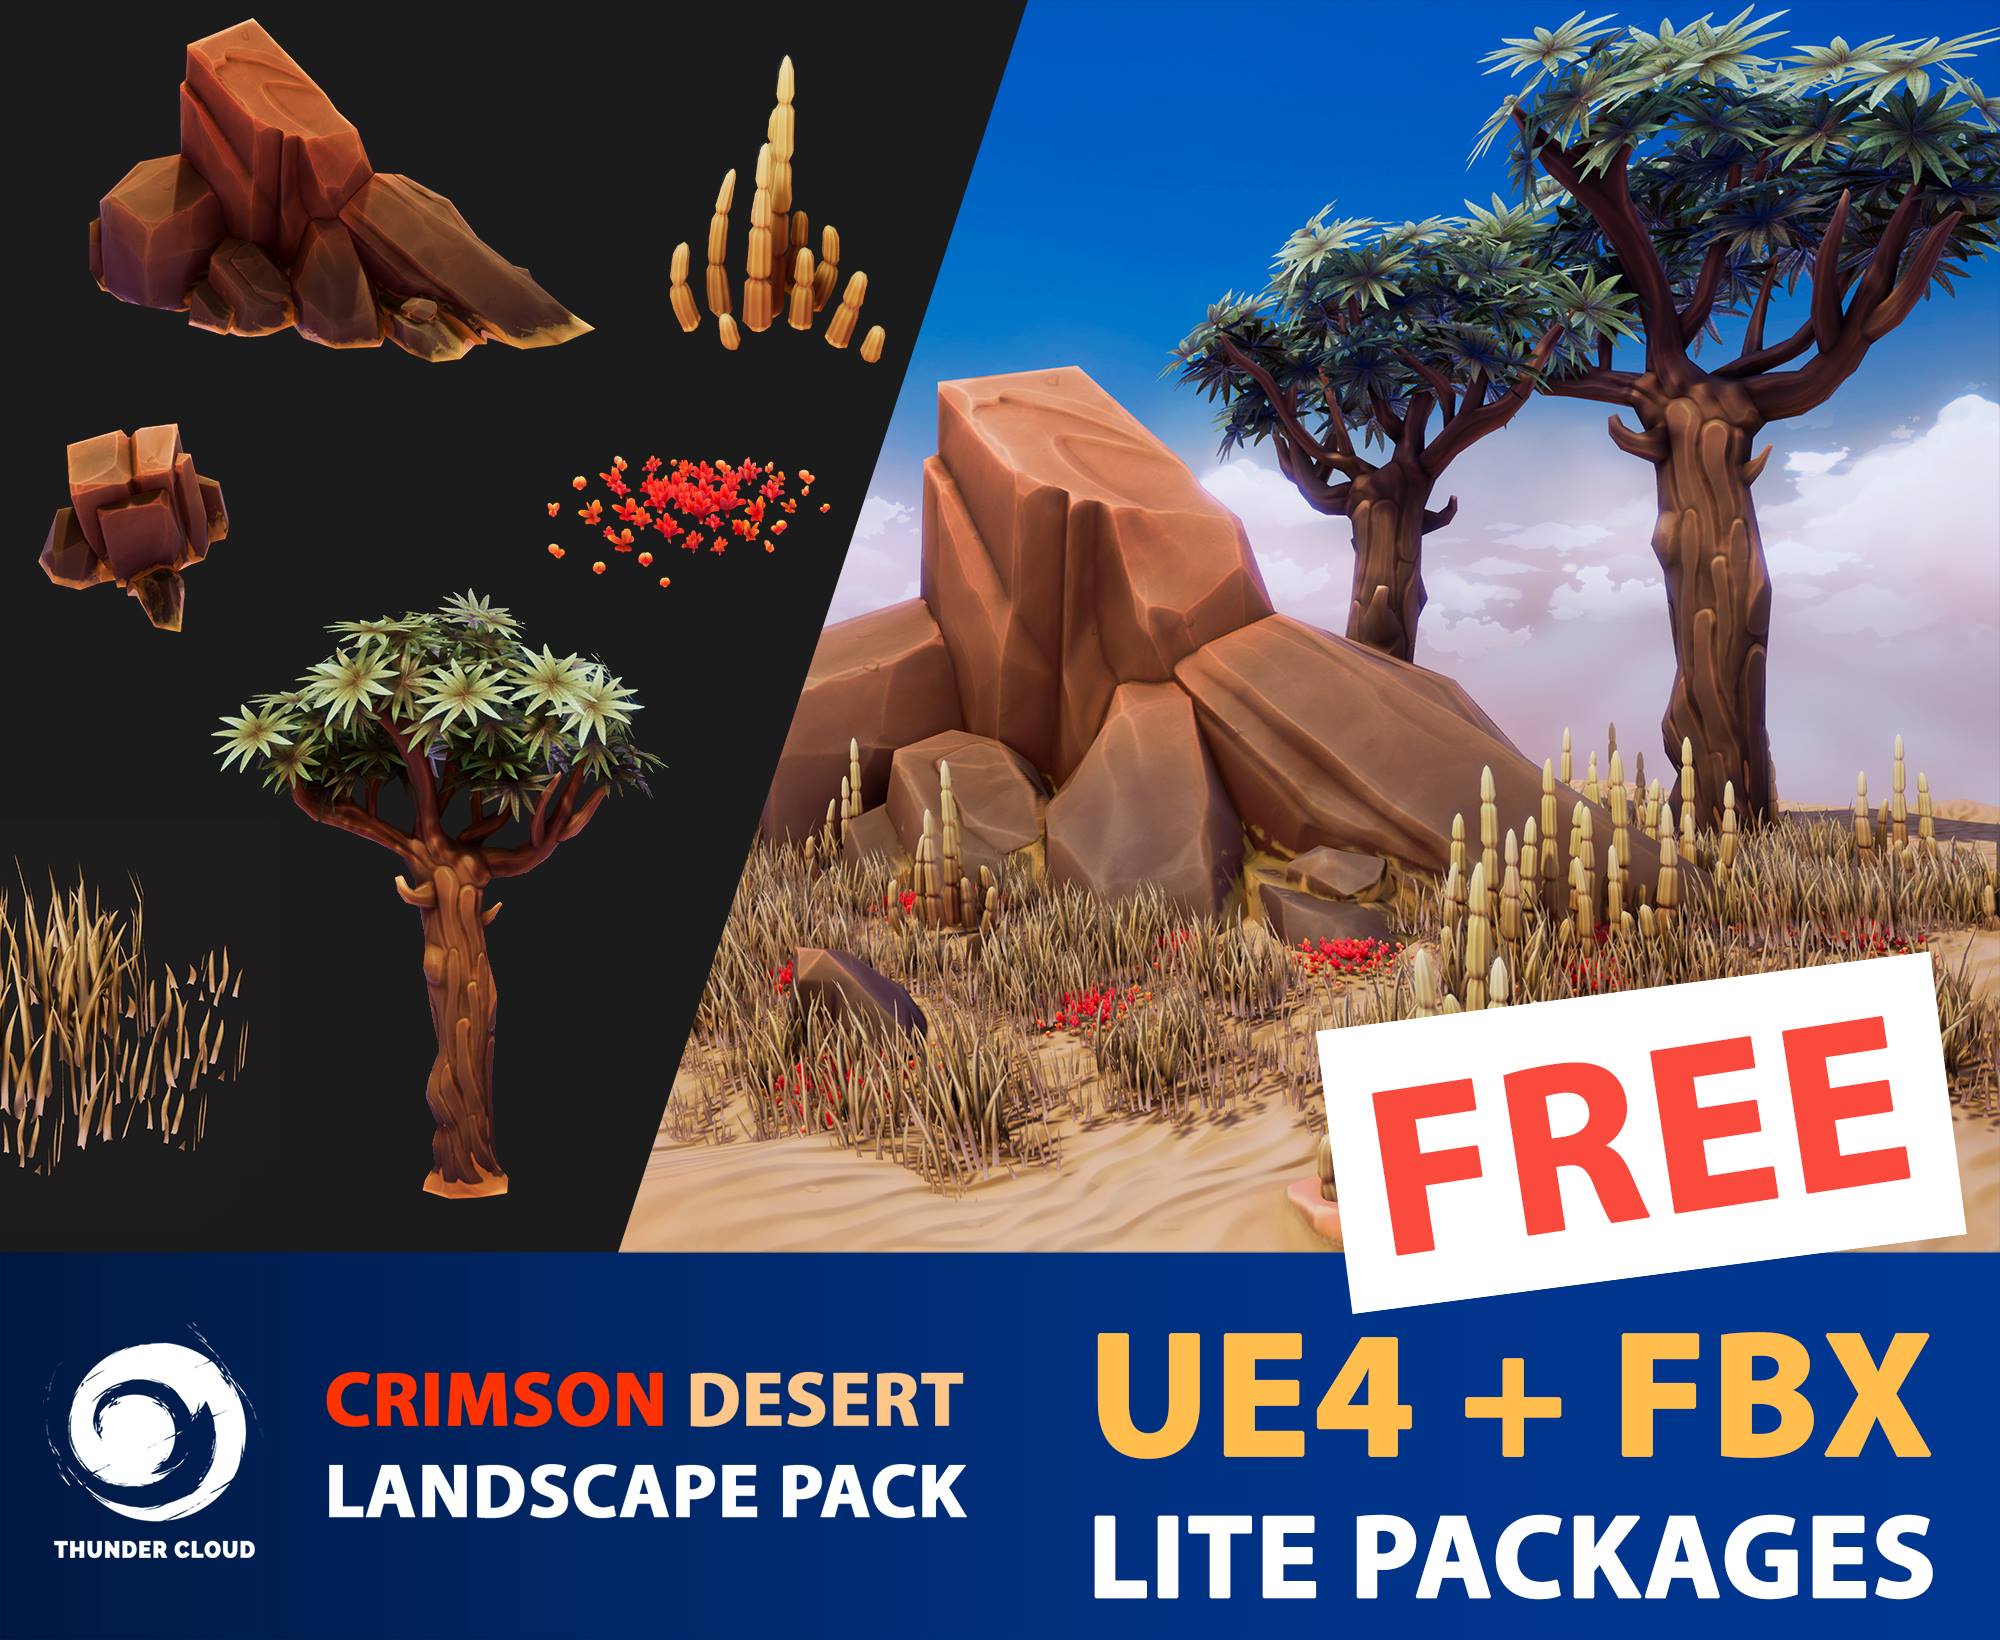 FREE
CRIMSON DESERT
LANDSCAPE PACK
THUNDER CLOUD
UE4 + FBX
LITE PACKAGES